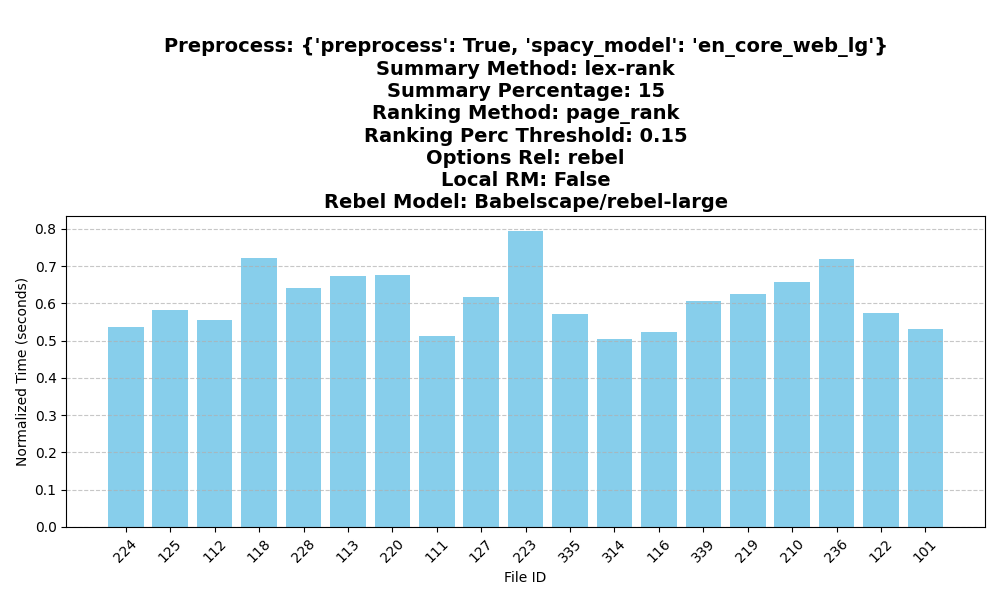 Preprocess: {'preprocess': True, 'spacy_model': 'en_core_web_lg'}
Summary Method: lex-rank
Summary Percentage: 15
Ranking Method: page_rank
Ranking Perc Threshold: 0.15
Options Rel: rebel
Local RM: False
Rebel Model: Babelscape/rebel-large
Normalized Time (seconds)
0.8
0.7
0.6
0.5
0.4
0.3
0.2
0.1
0.0
224 125 112 118 228 113 220 111 127 223 335 314 116 339 219 210 236 122 101
File ID